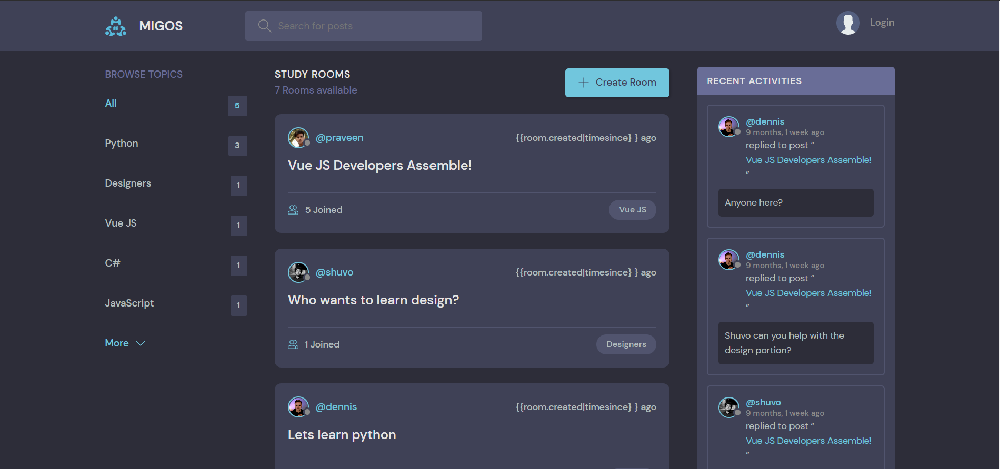 MIGOS
Search for posts
Login
BROWSE TOPICS
All
5
Python
3
Designers
1
Vue JS
1
C#
1
JavaScript
1
More
STUDY ROOMS
7 Rooms available
Create Room
@praveen
{{room.created|timesince} } ago
Vue JS Developers Assemble!
5 Joined
Vue JS
@shuvo
{{room.created|timesince} } ago
Who wants to learn design?
1 Joined
Designers
@dennis
{{room.created|timesince} } ago
Lets learn python
RECENT ACTIVITIES
@dennis
9 months, 1 week ago
replied to post “
Vue JS Developers Assemble!
”
Anyone here?
@dennis
9 months, 1 week ago
replied to post “
Vue JS Developers Assemble!
”
Shuvo can you help with the
design portion?
@shuvo
9 months, 1 week ago
replied to post “
Vue JS Developers Assemble!
”